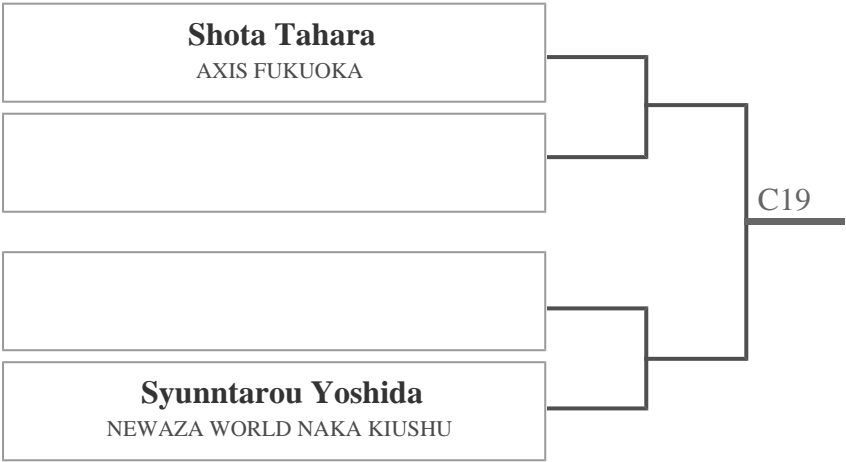 Shota Tahara
AXIS FUKUOKA
C19
Syunntarou Yoshida
NEWAZA WORLD NAKA KIUSHU